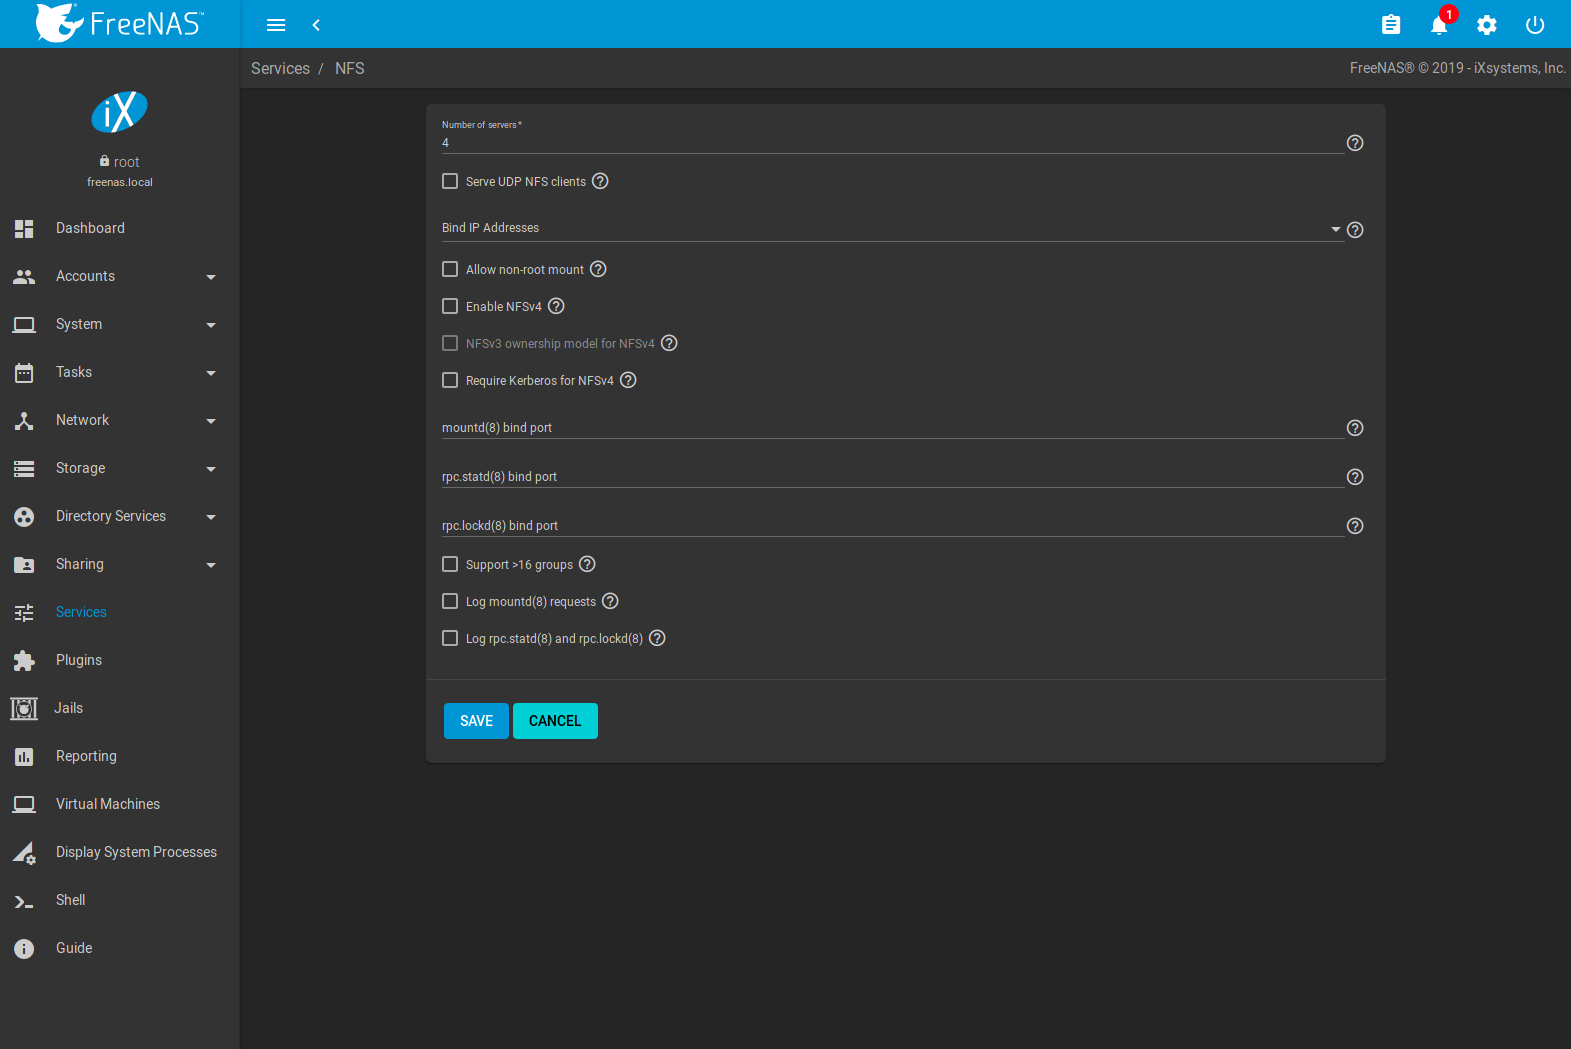 FreeNAS™
1
Services / NFS
FreeNAS® © 2019 - iXsystems, Inc.
iX
root
freenas.local
Dashboard
Accounts
System
Tasks
Network
Storage
Directory Services
Sharing
Services
Plugins
Jails
Reporting
Virtual Machines
Display System Processes
Shell
Guide
Number of servers *
4
Serve UDP NFS clients
Bind IP Addresses
Allow non-root mount
Enable NFSv4
NFSv3 ownership model for NFSv4
Require Kerberos for NFSv4
mountd(8) bind port
rpc.statd(8) bind port
rpc.lockd(8) bind port
Support >16 groups
Log mountd(8) requests
Log rpc.statd(8) and rpc.lockd(8)
SAVE CANCEL